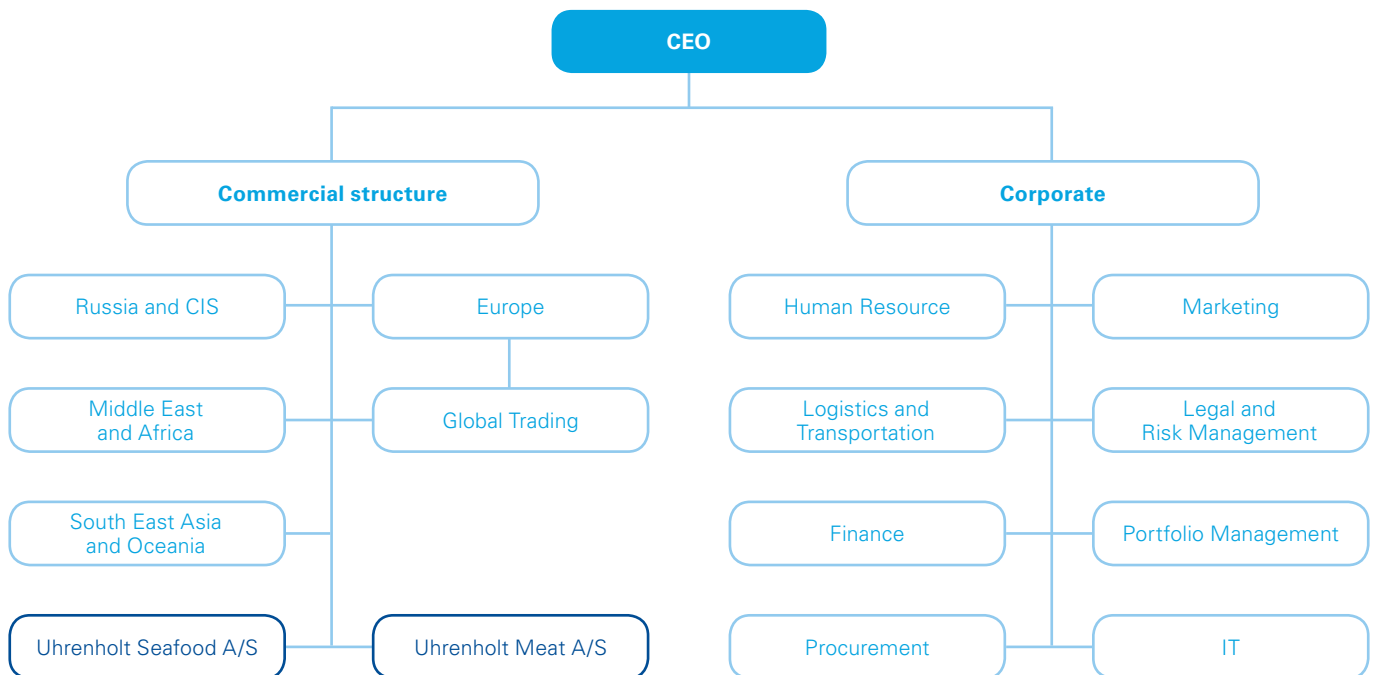 CEO
Commercial structure
Corporate
Russia and CIS
Europe
Human Resource
Marketing
Middle East
and Africa
Global Trading
Logistics and
Transportation
Legal and
Risk Management
South East Asia
and Oceania
Finance
Portfolio Management
Uhrenholt Seafood A/S
Uhrenholt Meat A/S
Procurement
IT